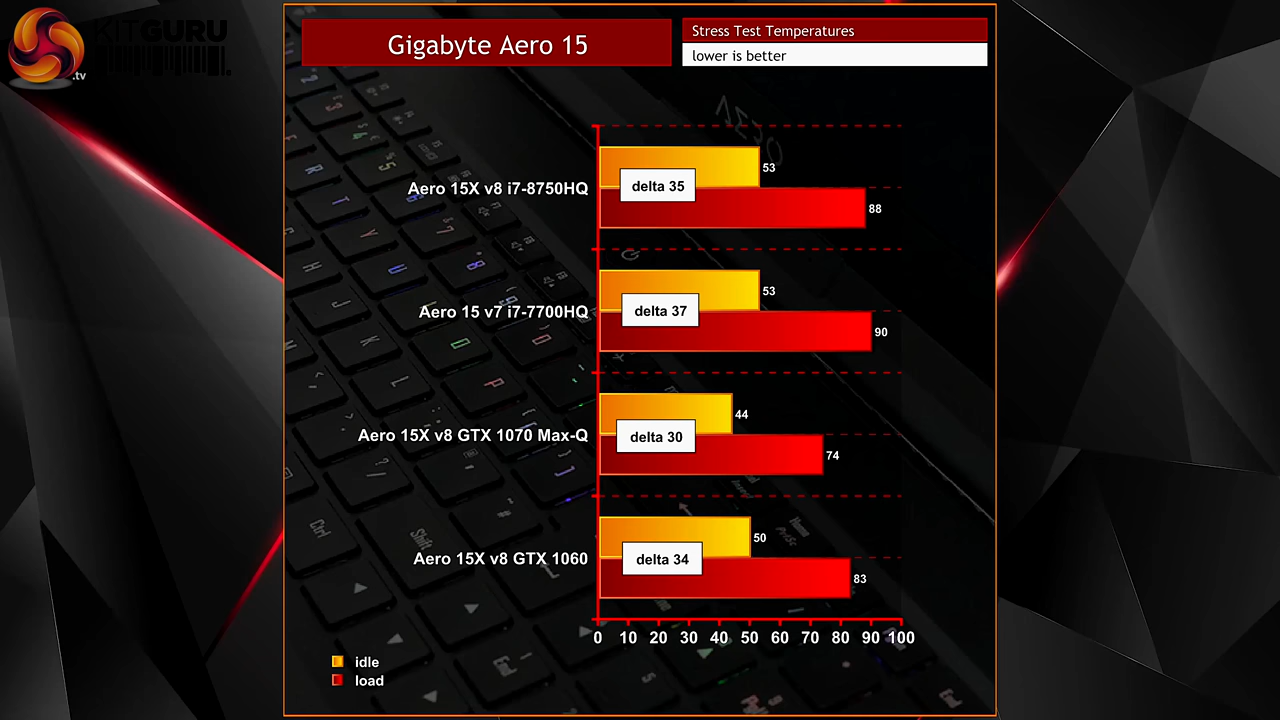 KITGURU
.tv
Gigabyte Aero 15
Stress Test Temperatures
lower is better
Aero 15X v8 i7-8750HQ
53
delta 35
88
Aero 15 v7 i7-7700HQ
53
delta 37
90
Aero 15X v8 GTX 1070 Max-Q
44
delta 30
74
Aero 15X v8 GTX 1060
50
delta 34
83
0 10 20 30 40 50 60 70 80 90 100
idle
load